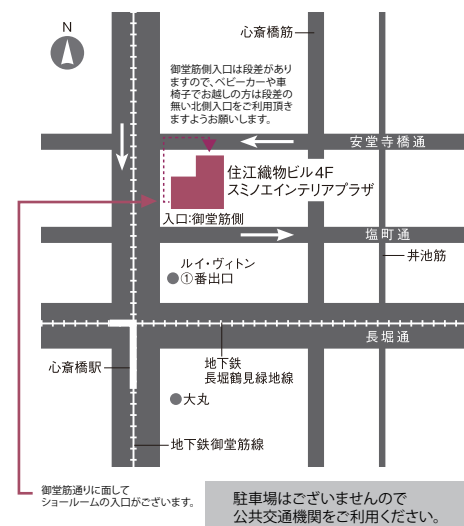 N
心斎橋筋
御堂筋側入口は段差があり
ますので、ベビーカーや車
椅子でお越しの方は段差の
無い北側入口をご利用頂き
ますようお願いします。
安堂寺橋通
住江織物ビル4F
スミノエインテリアプラザ
入口:御堂筋側
塩町通
ルイ・ヴィトン
①番出口
丼池筋
長堀通
心斎橋駅
地下鉄
長堀鶴見緑地線
大丸
地下鉄御堂筋線
御堂筋通りに面して
ショールームの入口がございます。
駐車場はございませんので
公共交通機関をご利用ください。